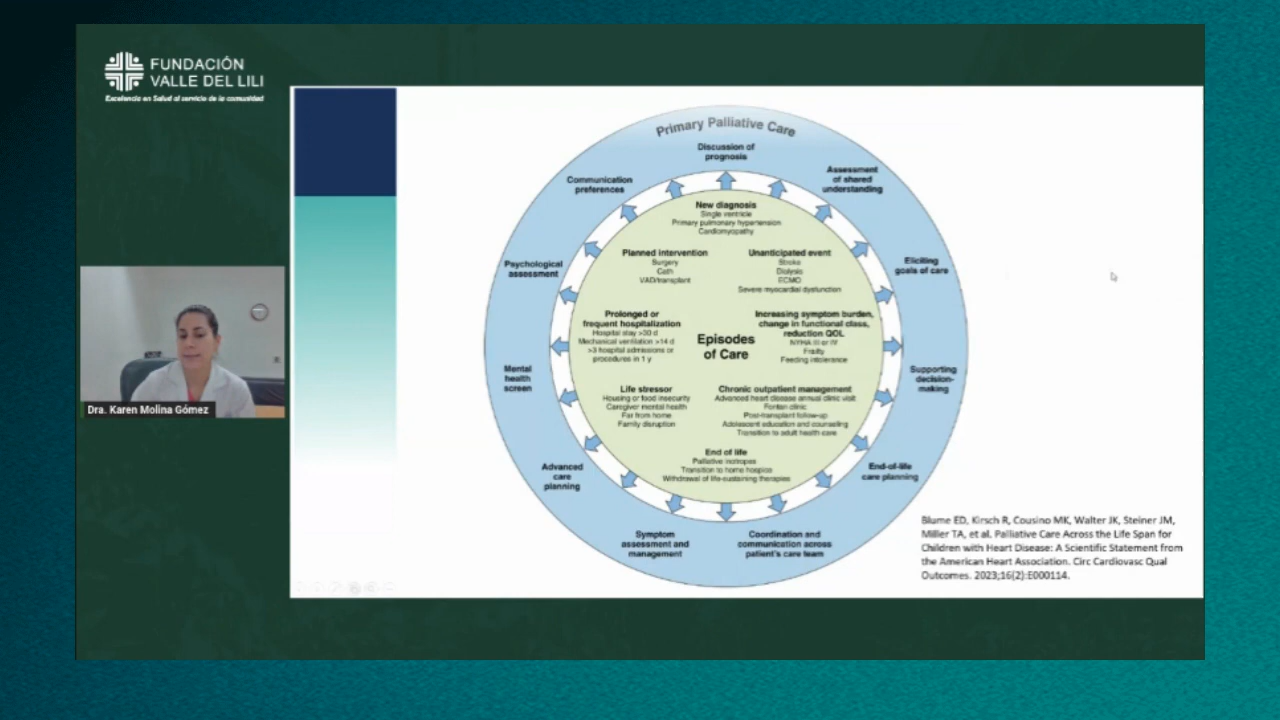 FUNDACIÓN
VALLE DEL LILI
Excelencia en Salud al servicio de la comunidad
Dra. Karen Molina Gómez
Primary Palliative Care
Discussion of
prognosis
Assessment
of shared
understanding
Eliciting
goals of care
Supporting
decision-
making
End-of-life
care planning
Coordination and
communication across
patient's care team
Symptom
assessment and
management
Advanced
care
planning
Mental
health
screen
Psychological
assessment
Communication
preferences
Episodes
of Care
New diagnosis
Single ventricle
Primary pulmonary hypertension
Cardiomyopathy
Planned intervention
Surgery
Cath
VAD/transplant
Unanticipated event
Stroke
Dialysis
ECMO
Severe myocardial dysfunction
Prolonged or
frequent hospitalization
Hospital stay >30 d
Mechanical ventilation >14 d
>3 hospital admissions or
procedures in 1 y
Increasing symptom burden,
change in functional class,
reduction QOL
NYHA III or IV
Frailty
Feeding intolerance
Life stressor
Housing or food insecurity
Caregiver mental health
Far from home
Family disruption
Chronic outpatient management
Advanced heart disease annual clinic visit
Fontan clinic
Post-transplant follow-up
Adolescent education and counseling
Transition to adult health care
End of life
Palliative inotropes
Transition to home hospice
Withdrawal of life-sustaining therapies
Blume ED, Kirsch R, Cousino MK, Walter JK, Steiner JM,
Miller TA, et al. Palliative Care Across the Life Span for
Children with Heart Disease: A Scientific Statement from
the American Heart Association. Circ Cardiovasc Qual
Outcomes. 2023;16(2):E000114.